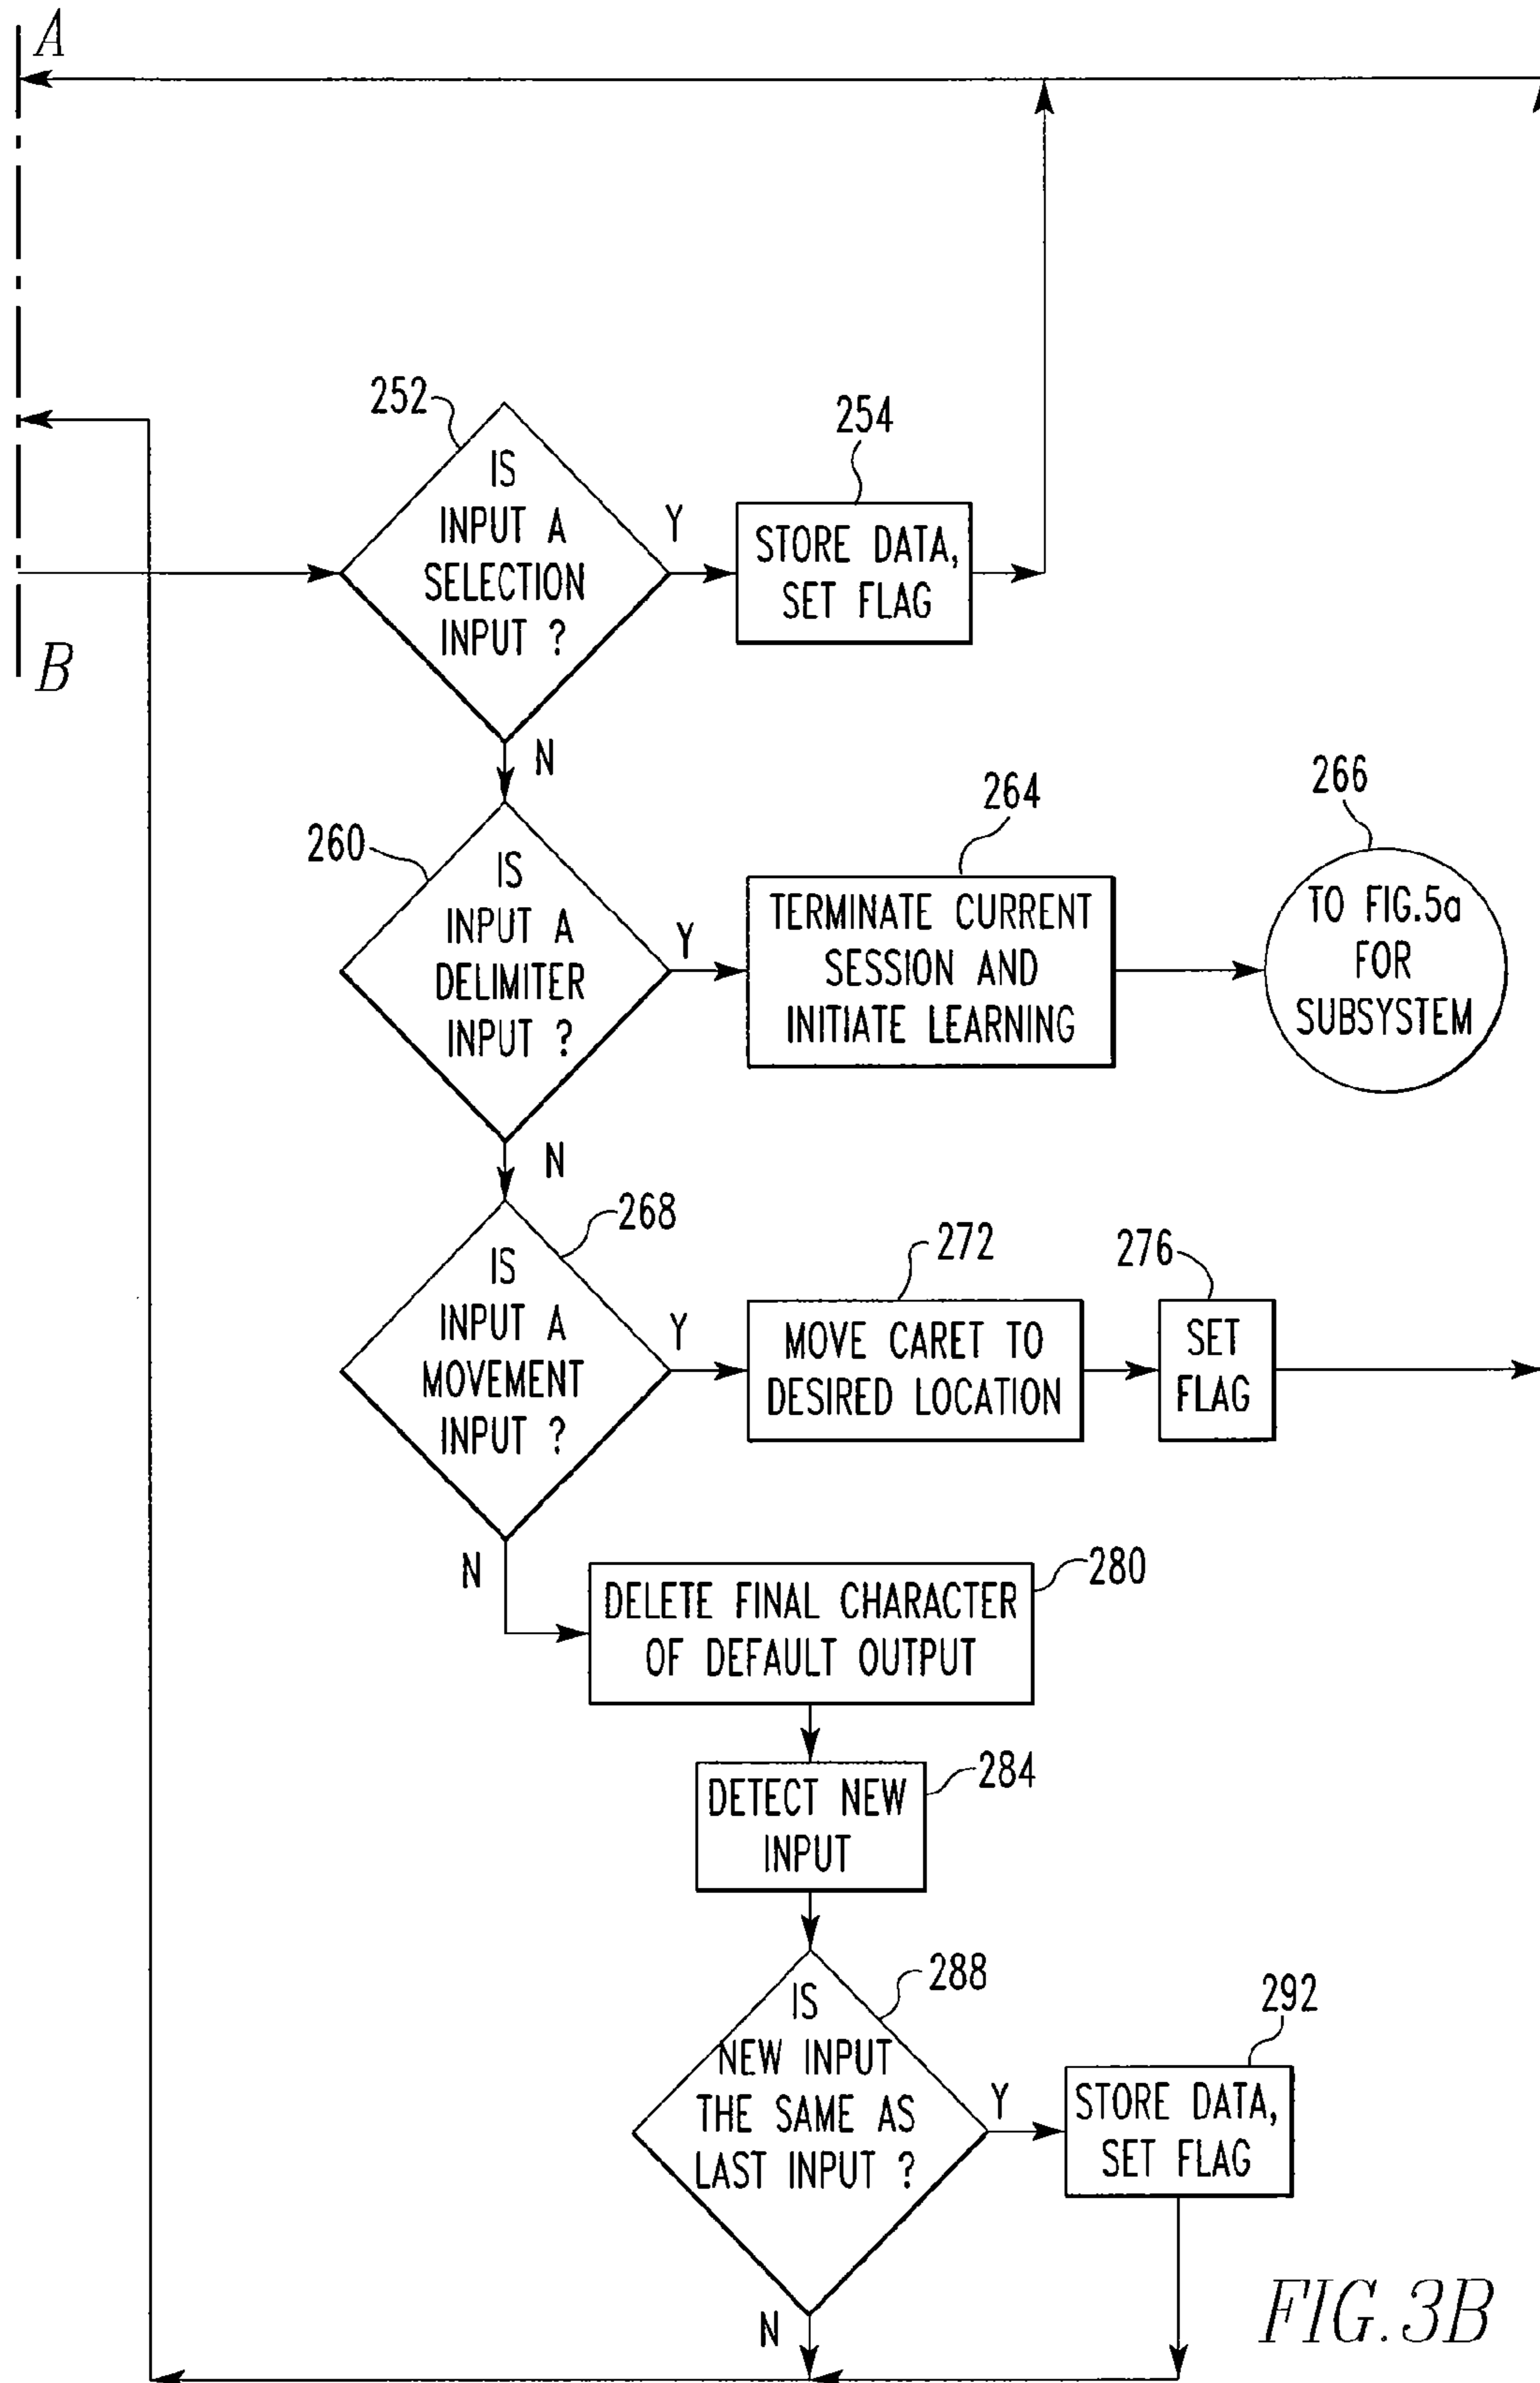 A
252
IS
INPUT A
SELECTION
INPUT ?
Y
254
STORE DATA,
SET FLAG
B
N
260
IS
INPUT A
DELIMITER
INPUT ?
Y
264
TERMINATE CURRENT
SESSION AND
INITIATE LEARNING
266
TO FIG.5a
FOR
SUBSYSTEM
N
268
IS
INPUT A
MOVEMENT
INPUT ?
Y
272
MOVE CARET TO
DESIRED LOCATION
276
SET
FLAG
N
280
DELETE FINAL CHARACTER
OF DEFAULT OUTPUT
284
DETECT NEW
INPUT
288
IS
NEW INPUT
THE SAME AS
LAST INPUT ?
Y
292
STORE DATA,
SET FLAG
N
FIG. 3B